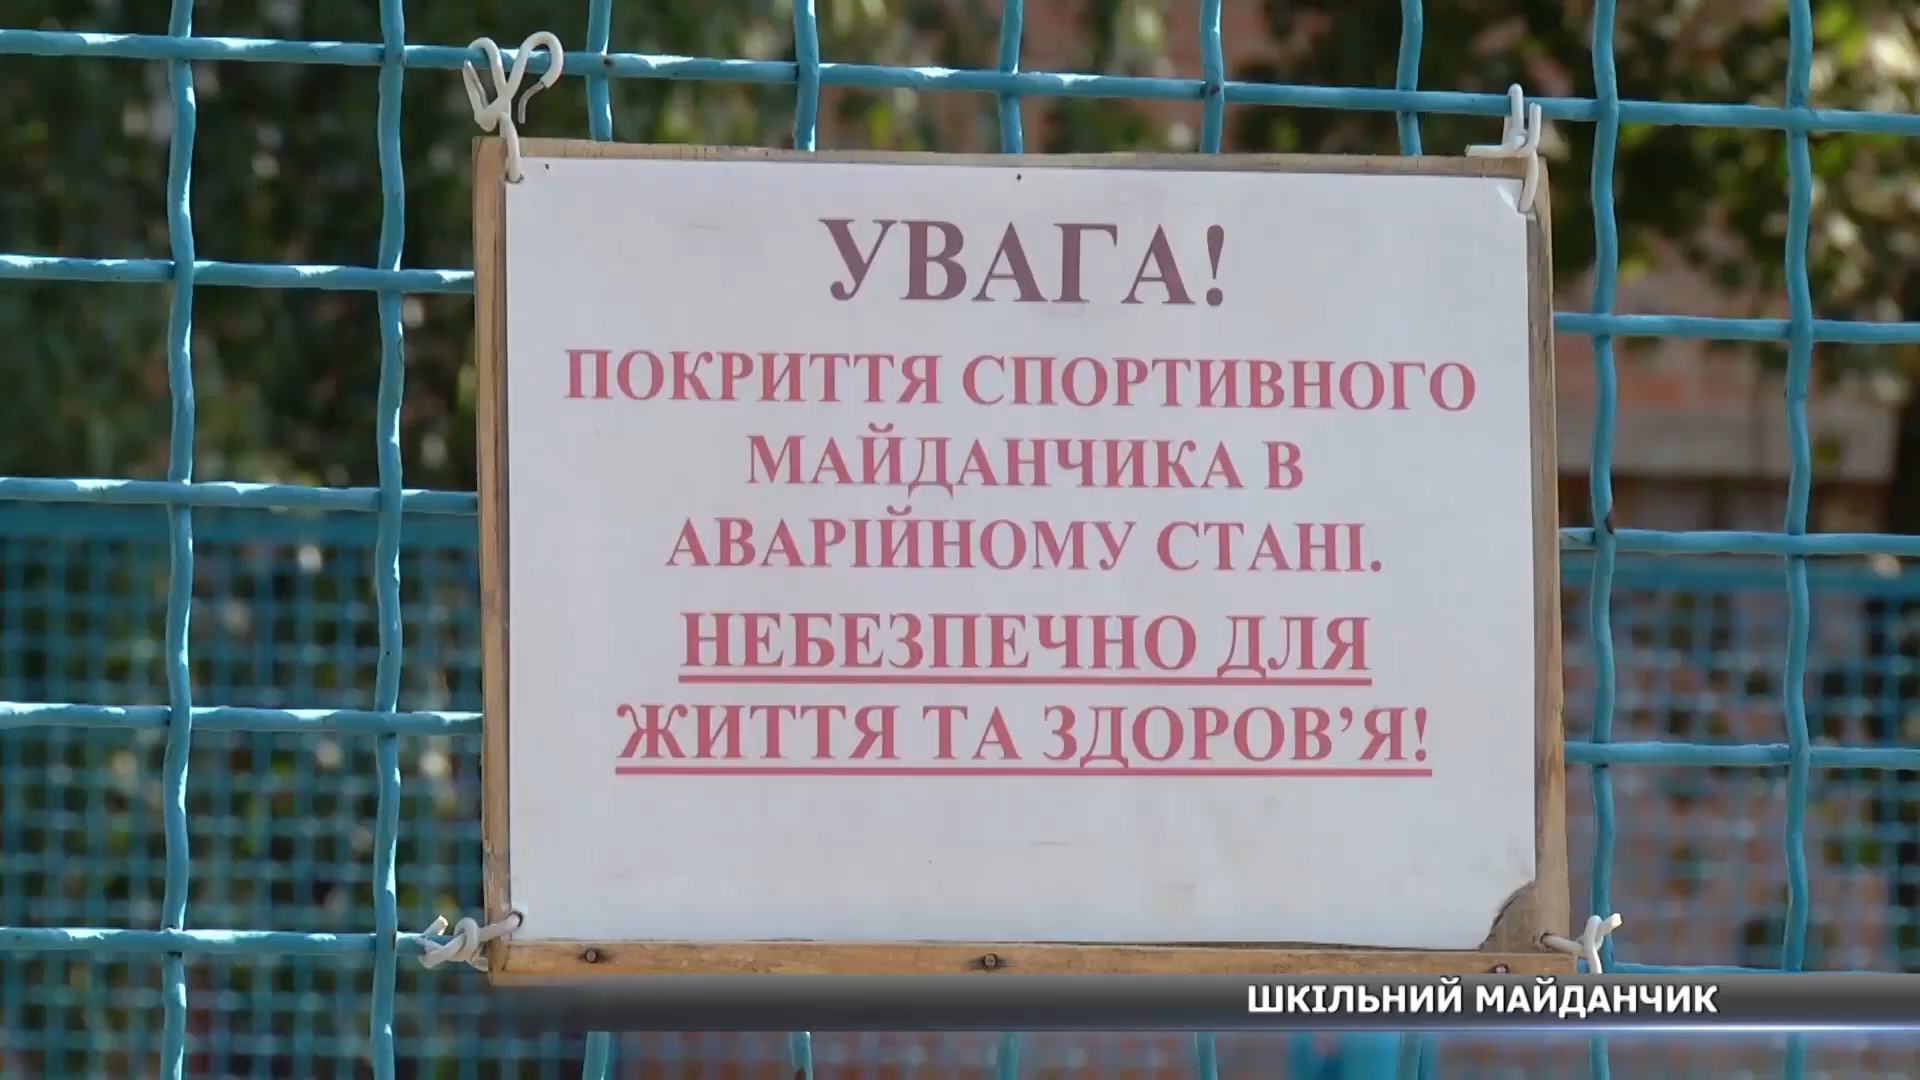 УВАГА!
ПОКРИТТЯ СПОРТИВНОГО
МАЙДАНЧИКА В
АВАРІЙНОМУ СТАНІ.
НЕБЕЗПЕЧНО ДЛЯ
ЖИТТЯ ТА ЗДОРОВ’Я!
ШКІЛЬНИЙ МАЙДАНЧИК